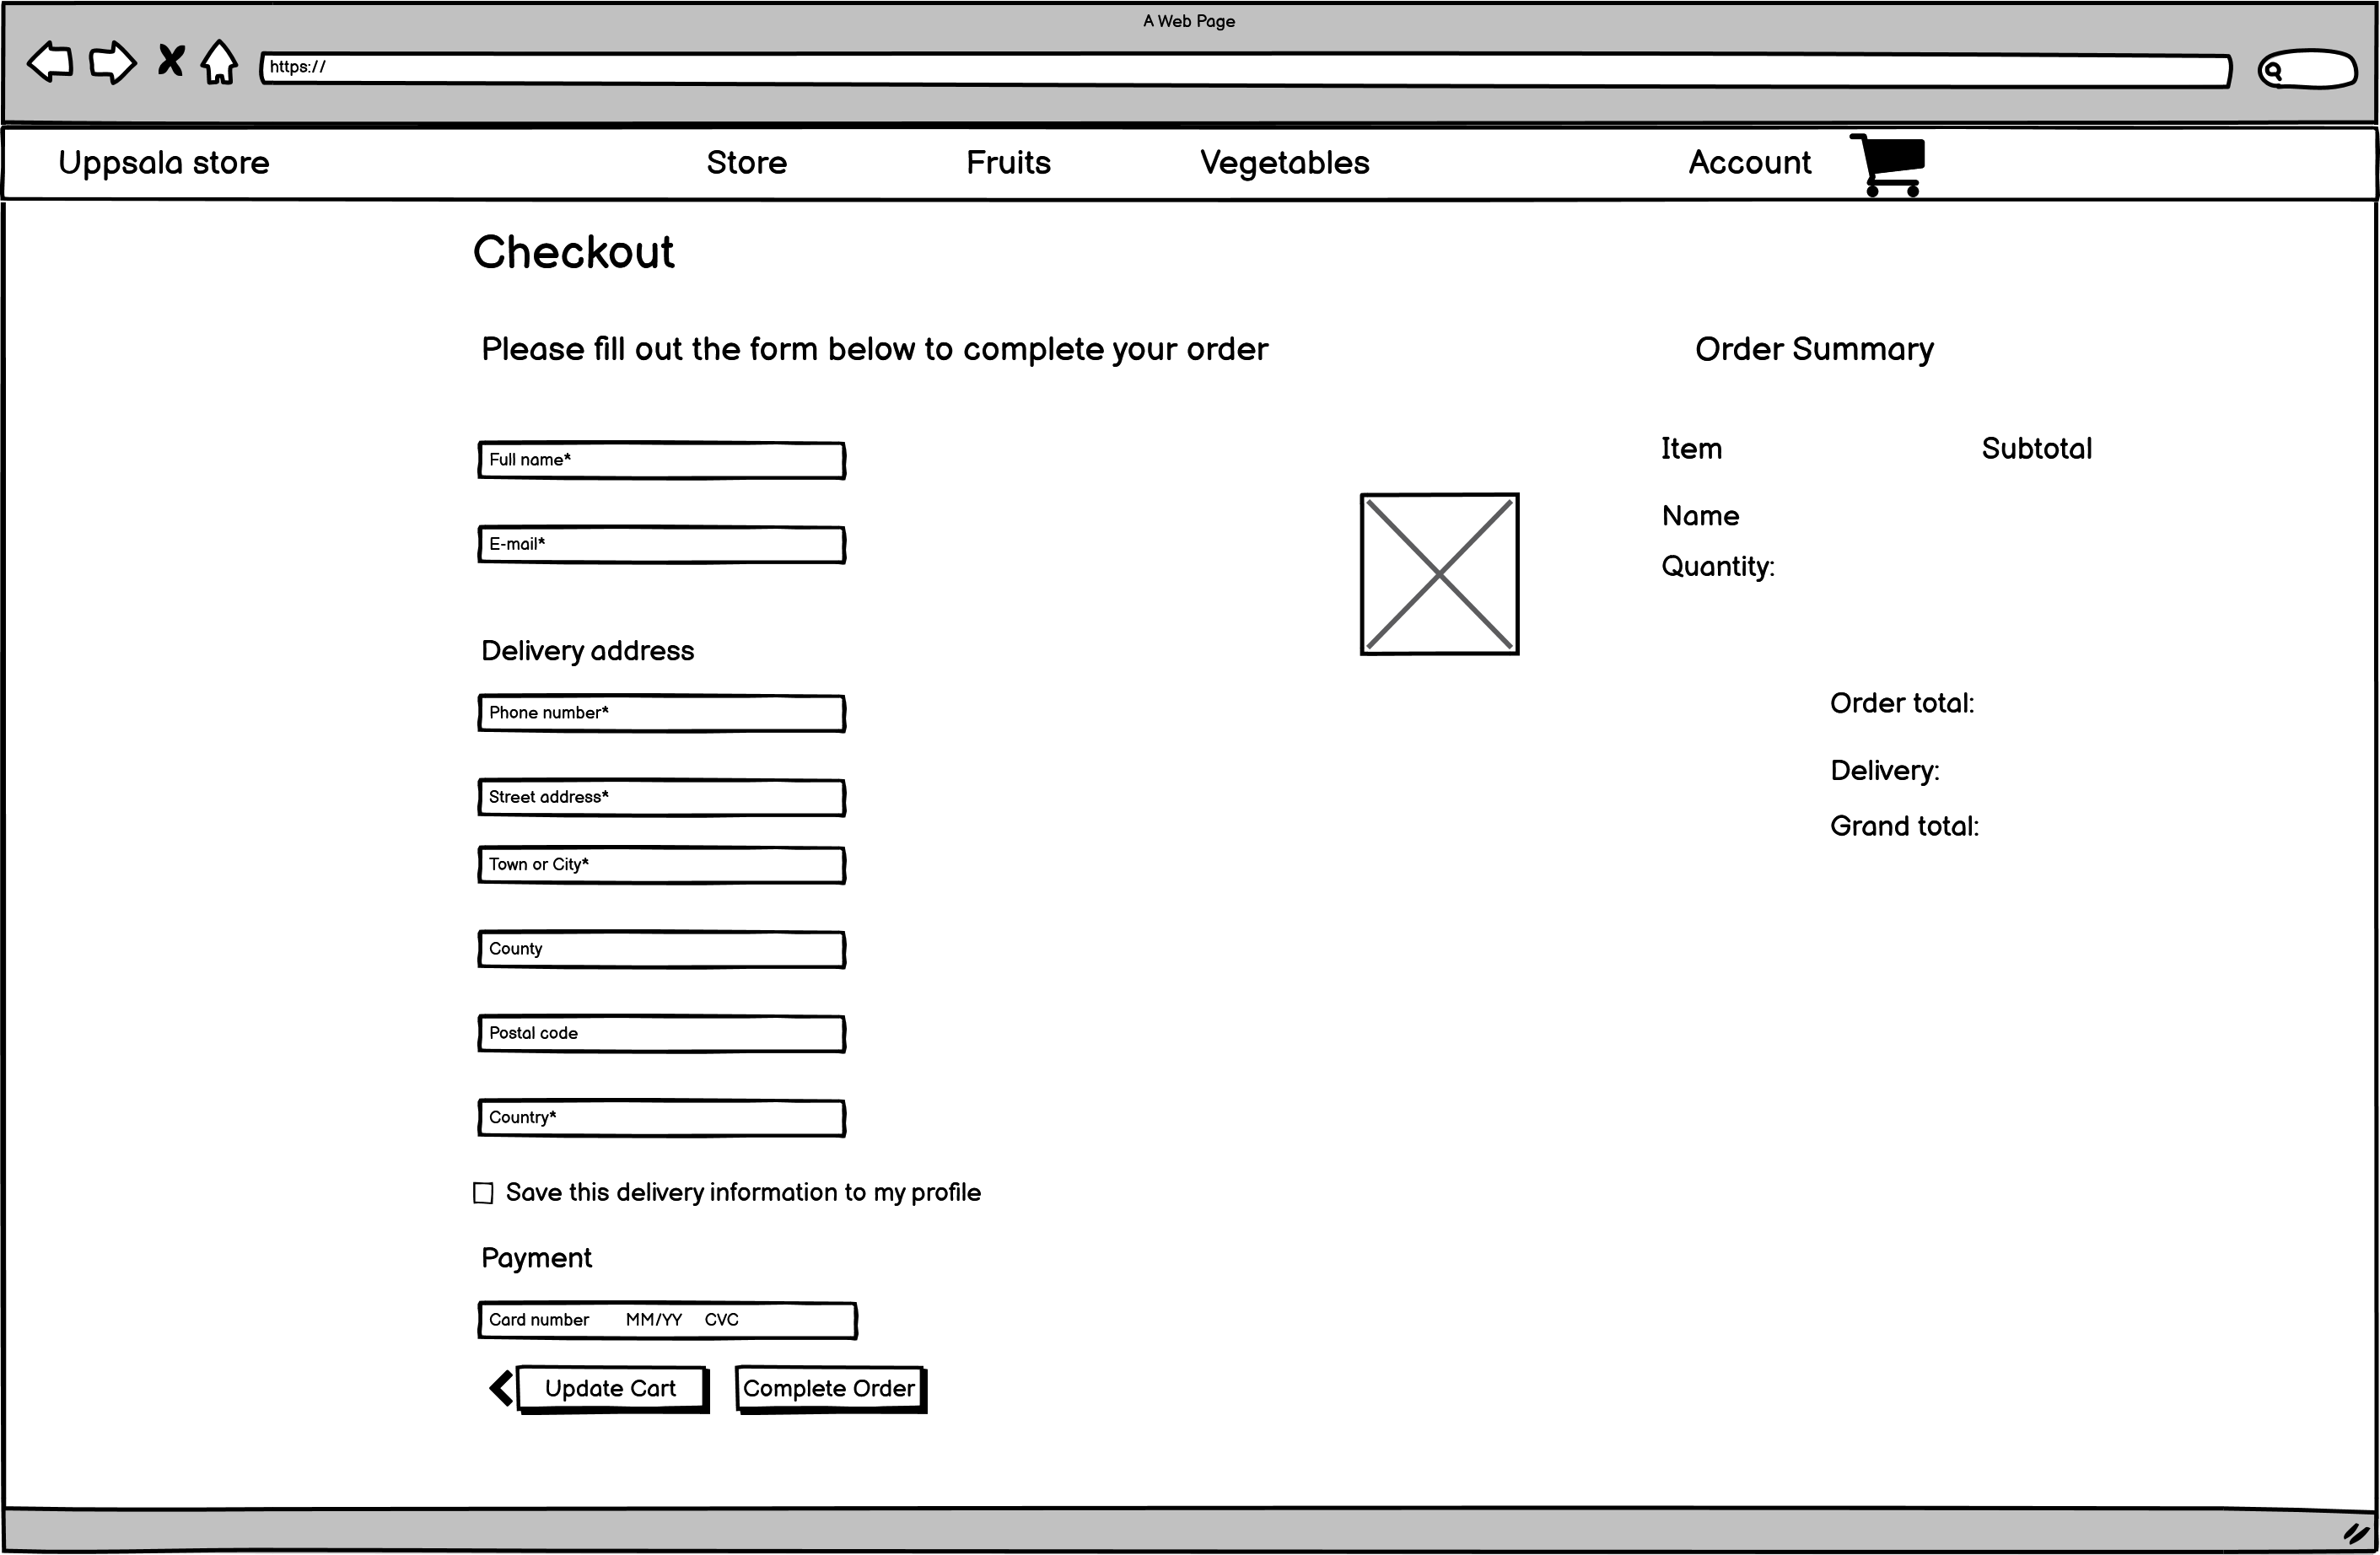 A Web Page
https://
Uppsala store Store Fruits Vegetables Account
Checkout
Please fill out the form below to complete your order
Full name*
E-mail*
Delivery address
Phone number*
Street address*
Town or City*
County
Postal code
Country*
Save this delivery information to my profile
Payment
Card number MM/YY CVC
Update Cart Complete Order
Order Summary
Item Subtotal
Name
Quantity:
Order total:
Delivery:
Grand total: